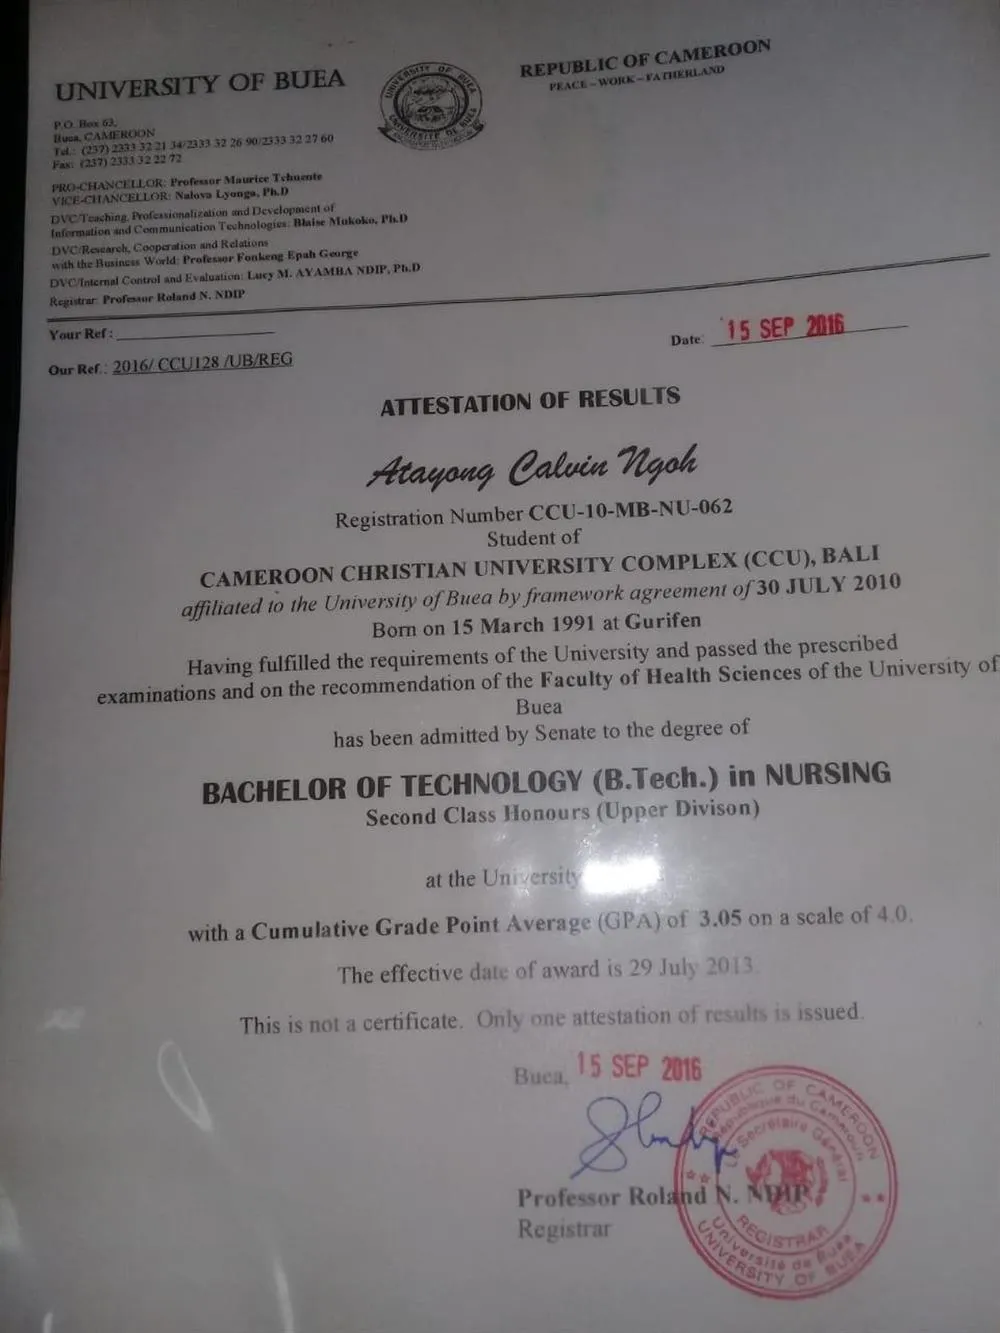 UNIVERSITY OF BUEA
REPUBLIC OF CAMEROON
PEACE – WORK – FATHERLAND
P.O. Box 63,
Buea, CAMEROON
Tel.: (237) 2333 32 21 34/2333 32 26 90/2333 32 27 60
Fax: (237) 2333 32 22 72
PRO-CHANCELLOR: Professor Maurice Tchuente
VICE-CHANCELLOR: Nalova Lyonga, Ph.D
DVC/Teaching, Professionalization and Development of
Information and Communication Technologies: Blaise Mukoko, Ph.D
DVC/Research, Cooperation and Relations
with the Business World: Professor Fonkeng Epah George
DVC/Internal Control and Evaluation: Lucy M. AYAMBA NDIP, Ph.D
Registrar: Professor Roland N. NDIP
Your Ref :
Date: 15 SEP 2016
Our Ref.: 2016/ CCU128 /UB/REG
ATTESTATION OF RESULTS
Atayong Calvin Ngoh
Registration Number CCU-10-MB-NU-062
Student of
CAMEROON CHRISTIAN UNIVERSITY COMPLEX (CCU), BALI
affiliated to the University of Buea by framework agreement of 30 JULY 2010
Born on 15 March 1991 at Gurifen
Having fulfilled the requirements of the University and passed the prescribed
examinations and on the recommendation of the Faculty of Health Sciences of the University of
Buea
has been admitted by Senate to the degree of
BACHELOR OF TECHNOLOGY (B.Tech.) in NURSING
Second Class Honours (Upper Divison)
at the University
with a Cumulative Grade Point Average (GPA) of 3.05 on a scale of 4.0.
The effective date of award is 29 July 2013
This is not a certificate. Only one attestation of results is issued.
Buea, 15 SEP 2016
Professor Roland N. NDIP
Registrar
REPUBLIC OF CAMEROON
République du Cameroun
Le Secrétaire Général
REGISTRAR
Université de Buea
UNIVERSITY OF BUEA